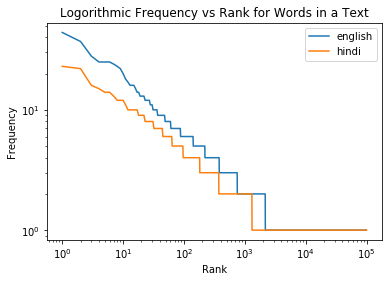 Logorithmic Frequency vs Rank for Words in a Text
english
hindi
Frequency
10¹
10⁰
10⁰ 10¹ 10² 10³ 10⁴ 10⁵
Rank